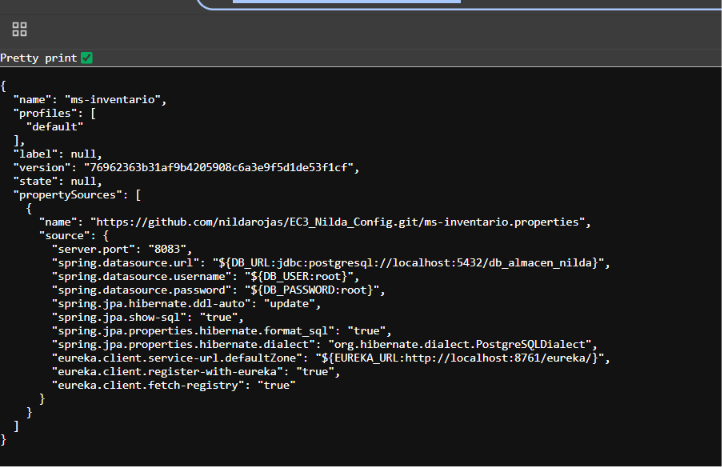 Pretty print
{
"name": "ms-inventario",
"profiles": [
"default"
],
"label": null,
"version": "76962363b31af9b4205908c6a3e9f5d1de53f1cf",
"state": null,
"propertySources": [
{
"name": "https://github.com/nildarojas/EC3_Nilda_Config.git/ms-inventario.properties",
"source": {
"server.port": "8083",
"spring.datasource.url": "${DB_URL:jdbc:postgresql://localhost:5432/db_almacen_nilda}",
"spring.datasource.username": "${DB_USER:root}",
"spring.datasource.password": "${DB_PASSWORD:root}",
"spring.jpa.hibernate.ddl-auto": "update",
"spring.jpa.show-sql": "true",
"spring.jpa.properties.hibernate.format_sql": "true",
"spring.jpa.properties.hibernate.dialect": "org.hibernate.dialect.PostgreSQLDialect",
"eureka.client.service-url.defaultZone": "${EUREKA_URL:http://localhost:8761/eureka/}",
"eureka.client.register-with-eureka": "true",
"eureka.client.fetch-registry": "true"
}
}
]
}